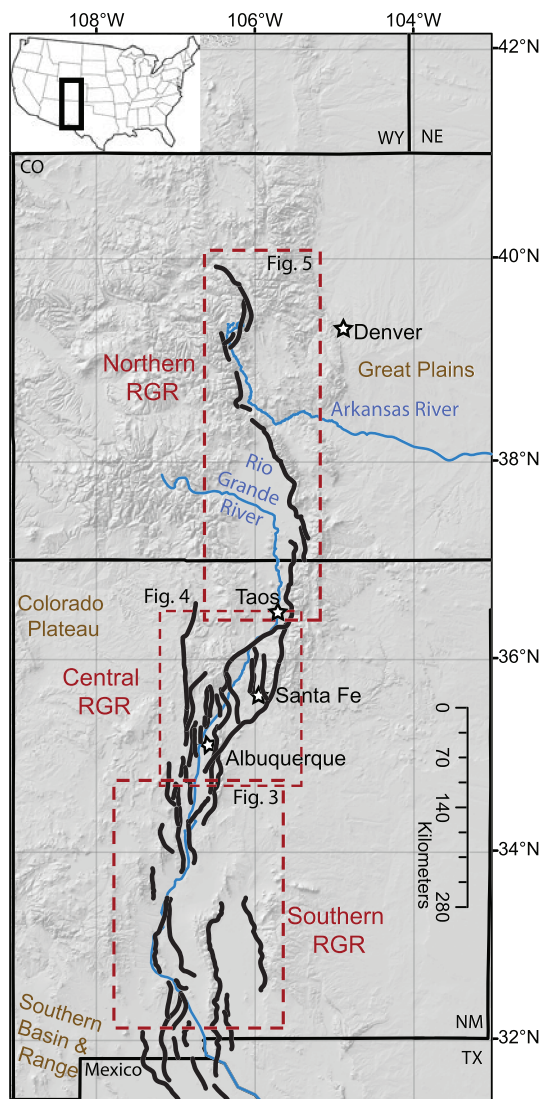 108°W
106°W
104°W
42°N
WY
NE
CO
40°N
Fig. 5
Denver
Northern
RGR
Great Plains
Arkansas River
38°N
Rio
Grande
River
Fig. 4
Taos
Colorado
Plateau
36°N
Central
RGR
Santa Fe
0
Albuquerque
70
Fig. 3
140
34°N
Kilometers
280
Southern
RGR
Southern
Basin &
Range
NM
32°N
TX
Mexico